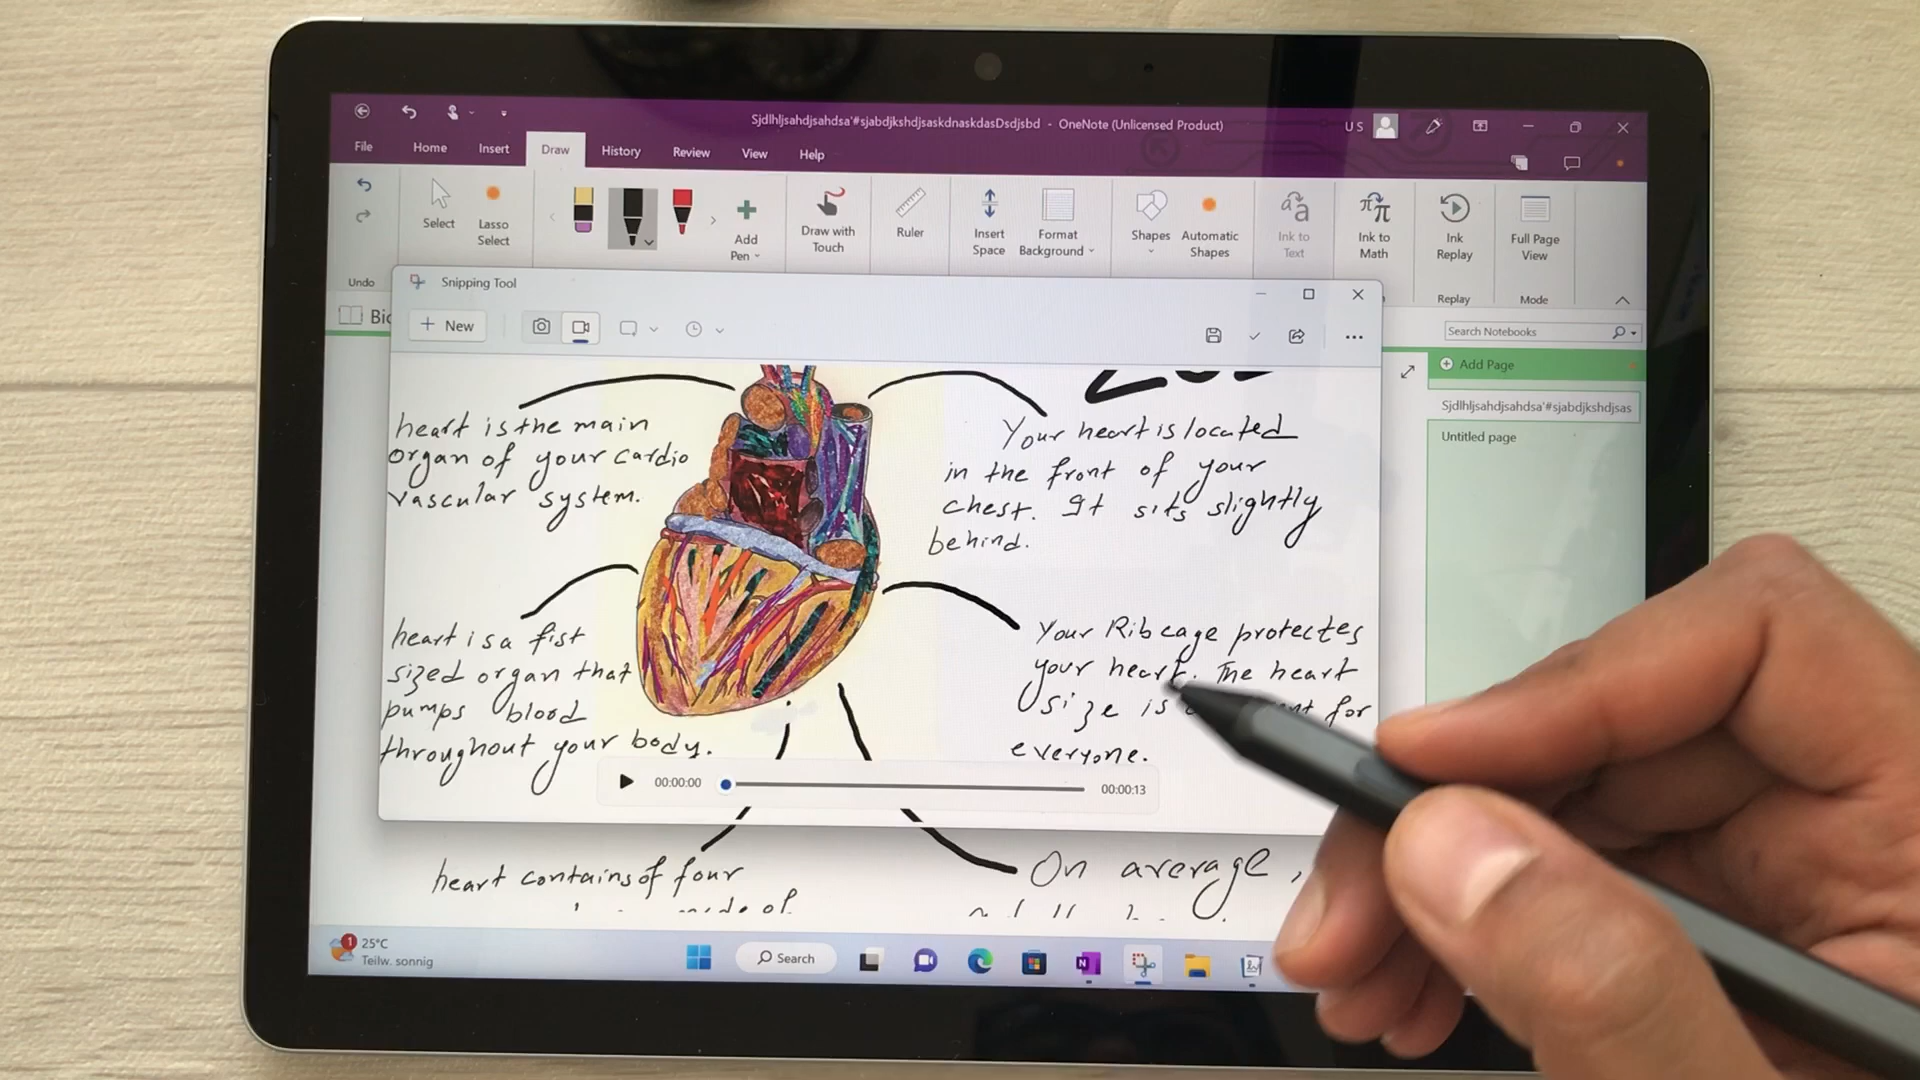 Sjdlhljsahdjsahdsa'#sjabdjkshdjsaskdnaskdasDsdjsbd - OneNote (Unlicensed Product)
U S
File Home Insert Draw History Review View Help
Select
Lasso Select
Add Pen
Draw with Touch
Ruler
Insert Space
Format Background
Shapes
Automatic Shapes
Ink to Text
Ink to Math
Ink Replay
Full Page View
Undo
Replay
Mode
Snipping Tool
New
Search Notebooks
Add Page
Sjdlhljsahdjsahdsa'#sjabdjkshdjsas
Untitled page
heart is the main
organ of your cardio
vascular system.
Your heart is located
in the front of your
chest. It sits slightly
behind.
heart is a fist
sized organ that
pumps blood
throughout your body.
Your Rib cage protectes
your heart. The heart
size is for
everyone.
00:00:00
00:00:13
heart contains of four
made of
On average,
1
25°C
Teilw. sonnig
Search